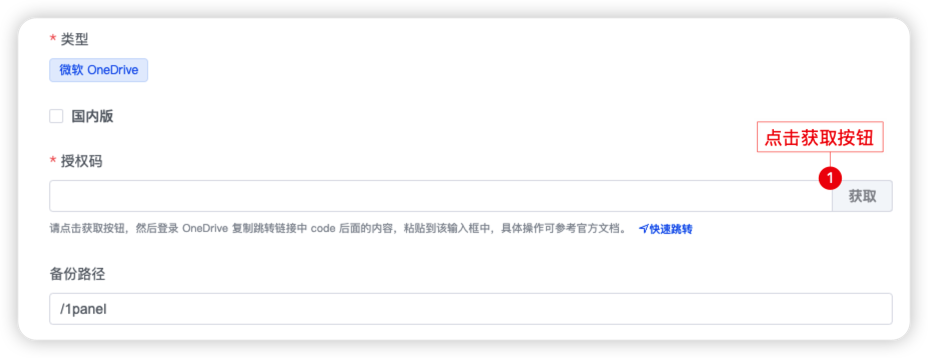 * 类型
微软 OneDrive
国内版
点击获取按钮
* 授权码
1
获取
请点击获取按钮，然后登录 OneDrive 复制跳转链接中 code 后面的内容，粘贴到该输入框中，具体操作可参考官方文档。 快速跳转
备份路径
/1panel